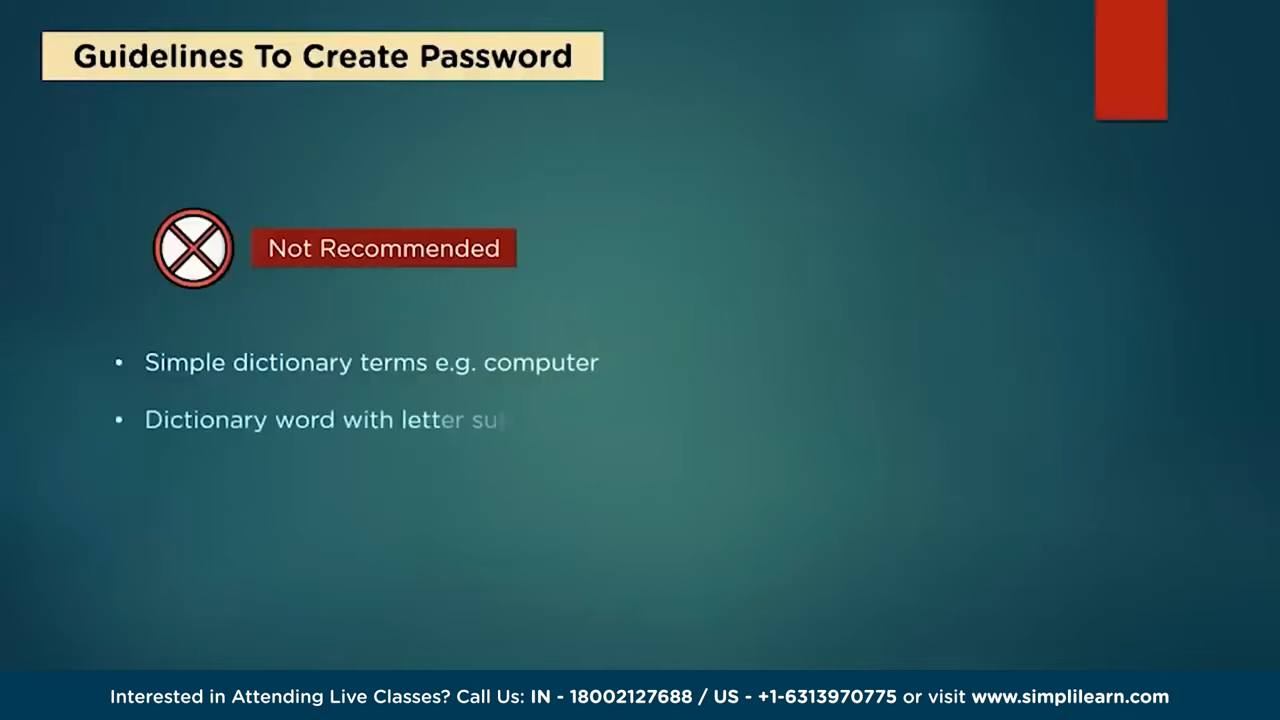 Guidelines To Create Password
Not Recommended
• Simple dictionary terms e.g. computer
• Dictionary word with letter
Interested in Attending Live Classes? Call Us: IN - 18002127688 / US - +1-6313970775 or visit www.simplilearn.com